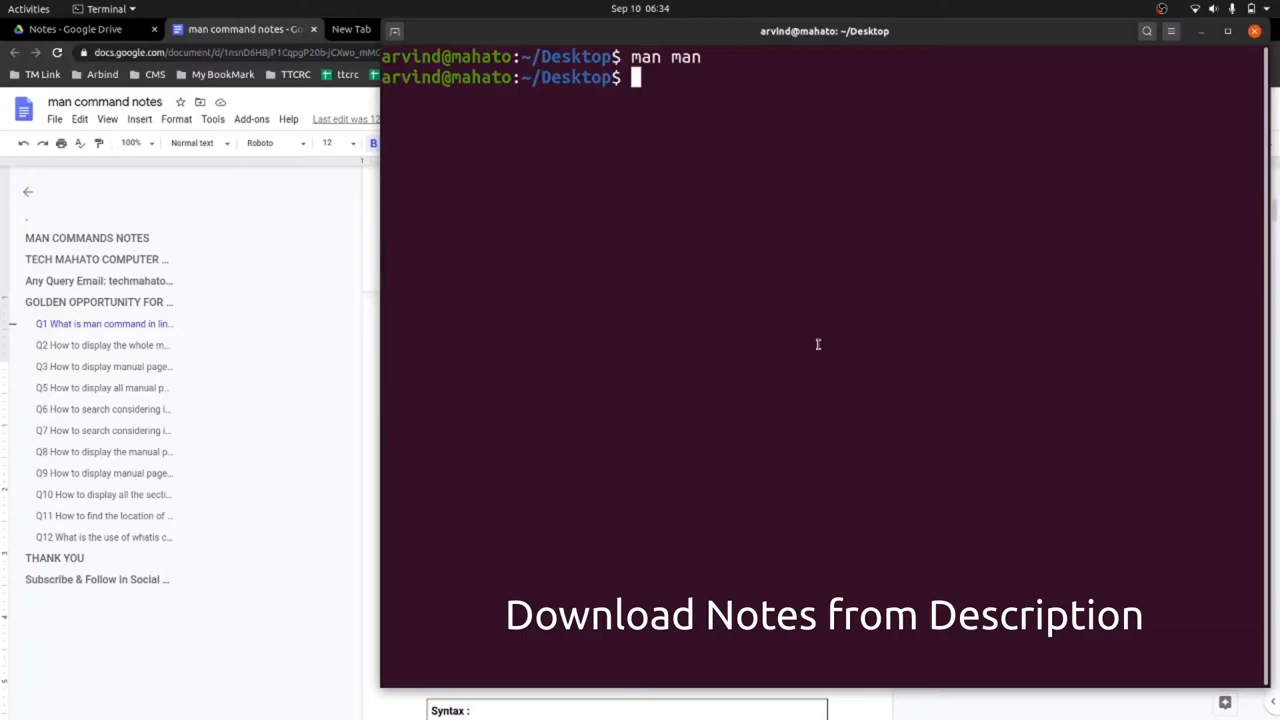 Activities
Terminal
Sep 10 06:34
Notes - Google Drive
man command notes - Go
New Tab
arvind@mahato: ~/Desktop
docs.google.com/document/d/1nsnD6HBjP1CqpgP20b-jCXwo_mMC
TM Link
Arbind
CMS
My BookMark
TTCRC
ttcrc
man command notes
File Edit View Insert Format Tools Add-ons Help Last edit was 12
100% Normal text Roboto 12 B
arvind@mahato:~/Desktop$ man man
arvind@mahato:~/Desktop$
.
MAN COMMANDS NOTES
TECH MAHATO COMPUTER ...
Any Query Email: techmahato...
GOLDEN OPPORTUNITY FOR ...
Q1 What is man command in lin...
Q2 How to display the whole m...
Q3 How to display manual page...
Q5 How to display all manual p...
Q6 How to search considering i...
Q7 How to search considering i...
Q8 How to display the manual p...
Q9 How to display manual page...
Q10 How to display all the secti...
Q11 How to find the location of ...
Q12 What is the use of whatis c...
THANK YOU
Subscribe & Follow in Social ...
Download Notes from Description
Syntax :